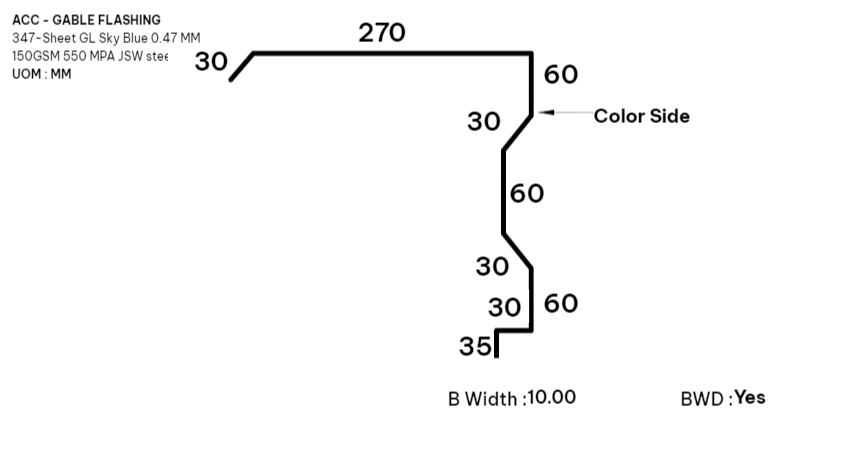 ACC - GABLE FLASHING
347-Sheet GL Sky Blue 0.47 MM
150GSM 550 MPA JSW stee
UOM : MM
270
30
60
30
Color Side
60
30
30 60
35
B Width :10.00 BWD :Yes